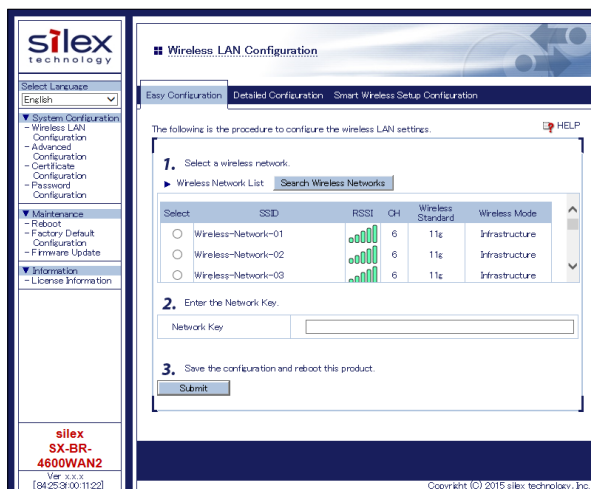 silex
technology
Select Language
English
▼ System Configuration
- Wireless LAN
Configuration
- Advanced
Configuration
- Certificate
Configuration
- Password
Configuration
▼ Maintenance
- Reboot
- Factory Default
Configuration
- Firmware Update
▼ Information
- License Information
silex
SX-BR-
4600WAN2
Ver x.x.x
[84:25:3f:00:11:22]
Wireless LAN Configuration
Easy Configuration Detailed Configuration Smart Wireless Setup Configuration
The following is the procedure to configure the wireless LAN settings.
HELP
1. Select a wireless network.
Wireless Network List Search Wireless Networks
Select SSID RSSI CH Wireless Standard Wireless Mode
Wireless-Network-01 6 11g Infrastructure
Wireless-Network-02 6 11g Infrastructure
Wireless-Network-03 6 11g Infrastructure
2. Enter the Network Key.
Network Key
3. Save the configuration and reboot this product.
Submit
Copyright (C) 2015 silex technology, Inc.